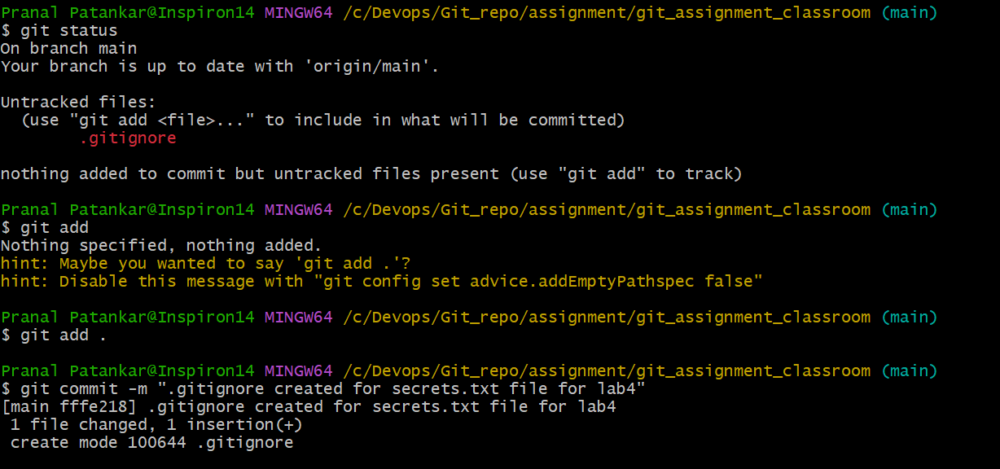 Pranal Patankar@Inspiron14 MINGW64 /c/Devops/Git_repo/assignment/git_assignment_classroom (main)
$ git status
On branch main
Your branch is up to date with 'origin/main'.
Untracked files:
  (use "git add <file>..." to include in what will be committed)
        .gitignore
nothing added to commit but untracked files present (use "git add" to track)
Pranal Patankar@Inspiron14 MINGW64 /c/Devops/Git_repo/assignment/git_assignment_classroom (main)
$ git add
Nothing specified, nothing added.
hint: Maybe you wanted to say 'git add .'?
hint: Disable this message with "git config set advice.addEmptyPathspec false"
Pranal Patankar@Inspiron14 MINGW64 /c/Devops/Git_repo/assignment/git_assignment_classroom (main)
$ git add .
Pranal Patankar@Inspiron14 MINGW64 /c/Devops/Git_repo/assignment/git_assignment_classroom (main)
$ git commit -m ".gitignore created for secrets.txt file for lab4"
[main fffe218] .gitignore created for secrets.txt file for lab4
 1 file changed, 1 insertion(+)
 create mode 100644 .gitignore